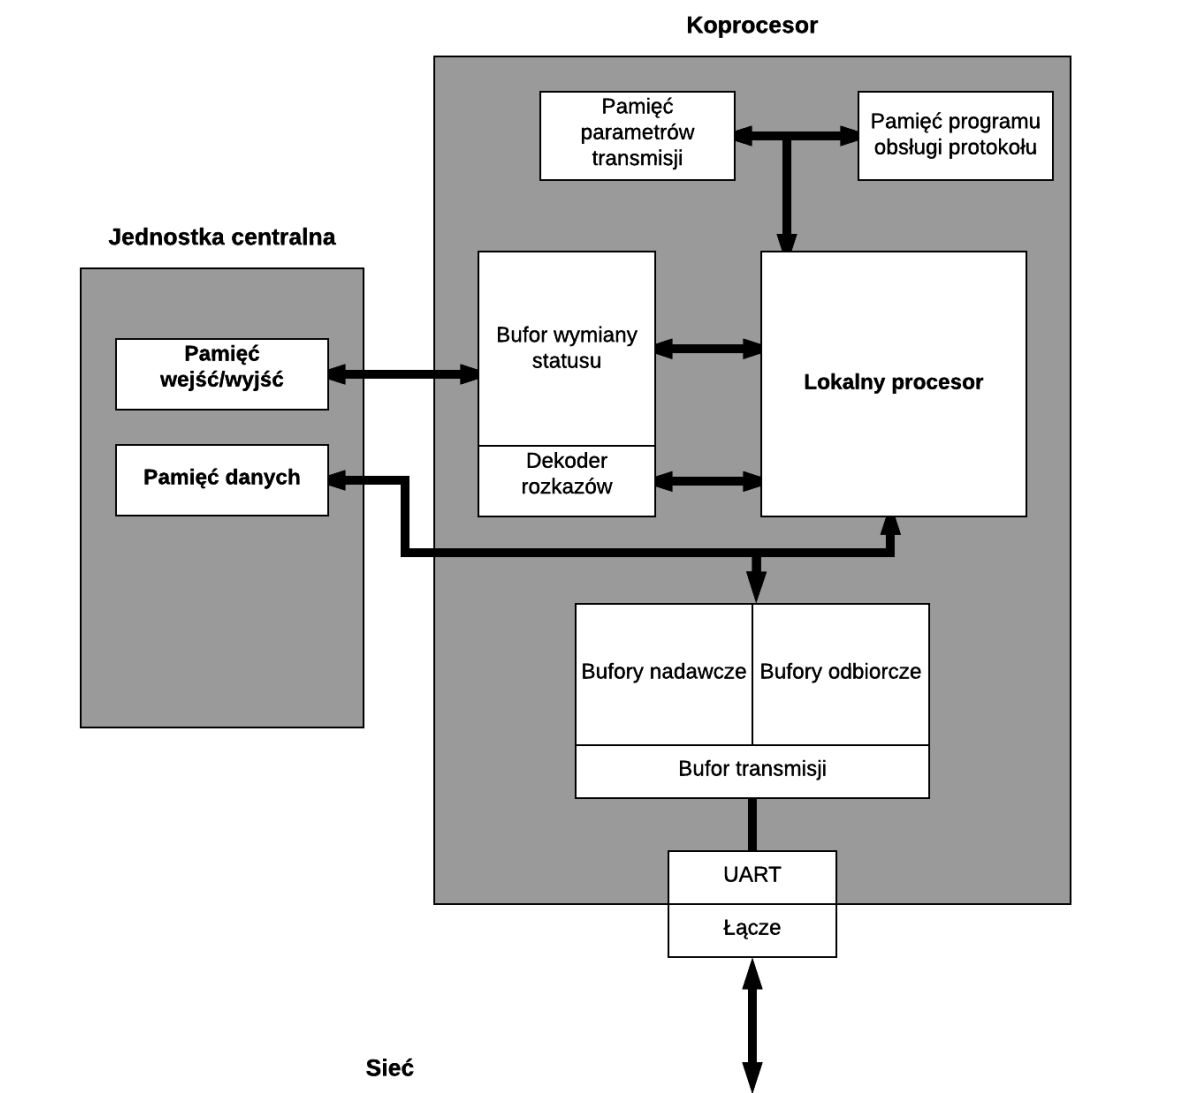 Koprocesor
Pamięć
parametrów
transmisji
Pamięć programu
obsługi protokołu
Jednostka centralna
Pamięć
wejść/wyjść
Pamięć danych
Bufor wymiany
statusu
Dekoder
rozkazów
Lokalny procesor
Bufory nadawcze
Bufory odbiorcze
Bufor transmisji
UART
Łącze
Sieć